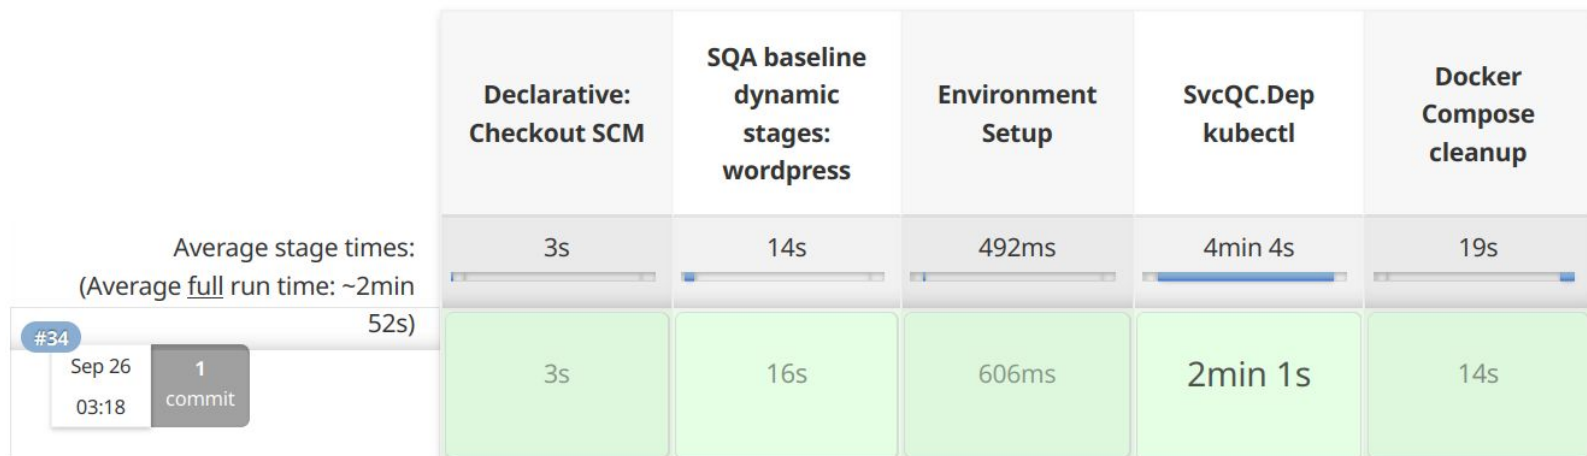 Declarative:
Checkout SCM
SQA baseline
dynamic
stages:
wordpress
Environment
Setup
SvcQC.Dep
kubectl
Docker
Compose
cleanup
Average stage times:
(Average full run time: ~2min
52s)
3s
14s
492ms
4min 4s
19s
#34
Sep 26
03:18
1
commit
3s
16s
606ms
2min 1s
14s